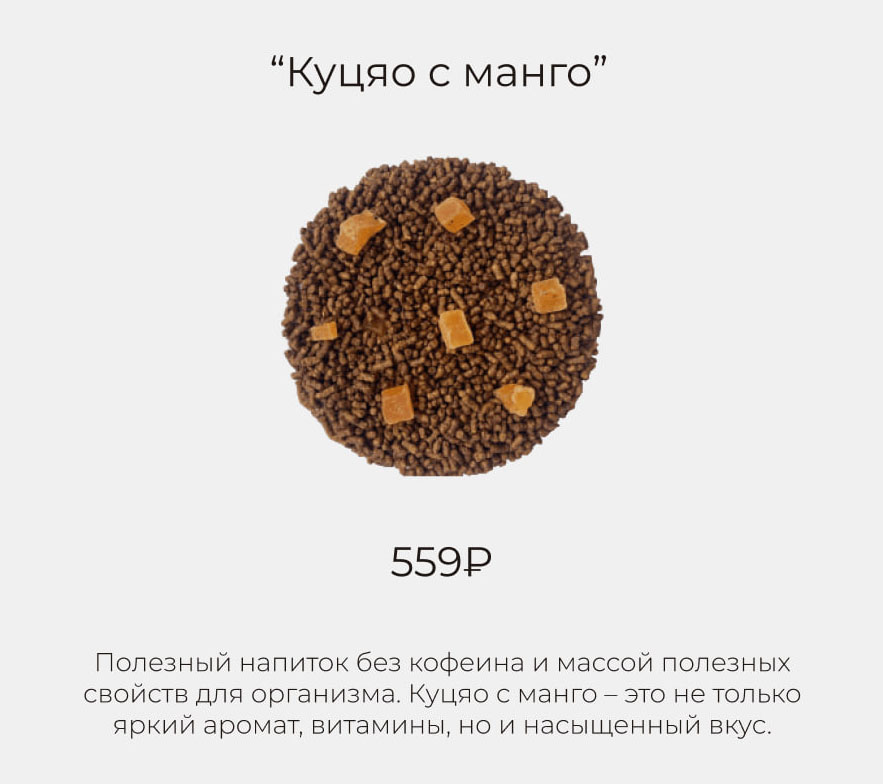 “Куцяо с манго”
559₽
Полезный напиток без кофеина и массой полезных
свойств для организма. Куцяо с манго – это не только
яркий аромат, витамины, но и насыщенный вкус.